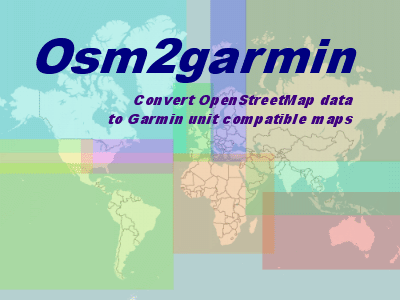 Osm2garmin
Convert OpenStreetMap data
to Garmin unit compatible maps